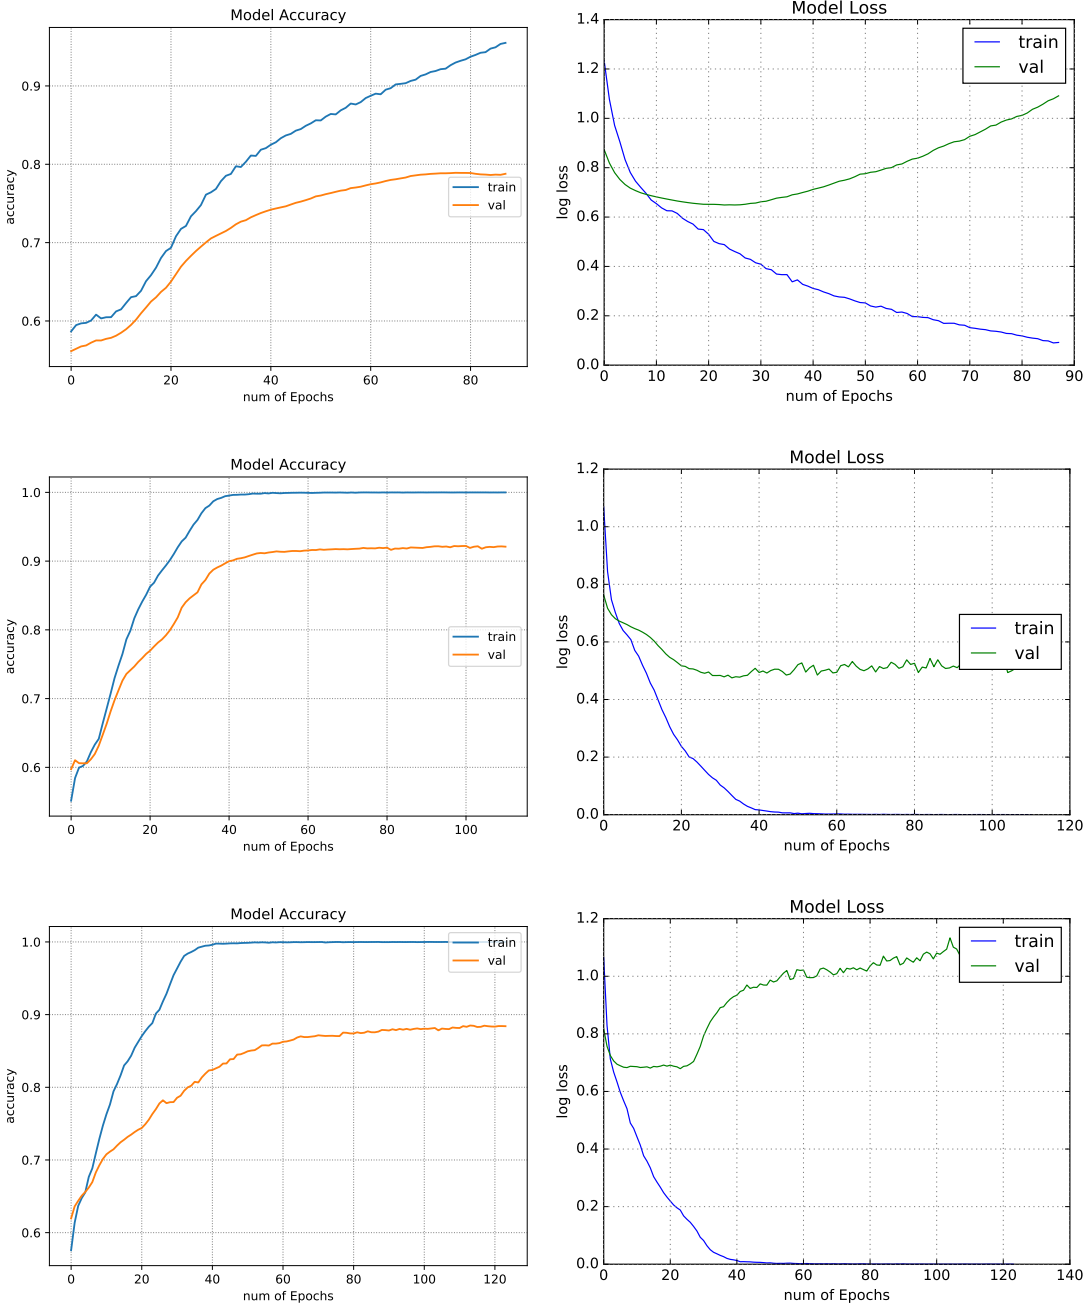 Model Accuracy
accuracy
0.9
0.8
0.7
0.6
train
val
0 20 40 60 80
num of Epochs
Model Loss
log loss
1.4
1.2
1.0
0.8
0.6
0.4
0.2
0.0
train
val
0 10 20 30 40 50 60 70 80 90
num of Epochs
Model Accuracy
accuracy
1.0
0.9
0.8
0.7
0.6
train
val
0 20 40 60 80 100
num of Epochs
Model Loss
log loss
1.2
1.0
0.8
0.6
0.4
0.2
0.0
train
val
0 20 40 60 80 100 120
num of Epochs
Model Accuracy
accuracy
1.0
0.9
0.8
0.7
0.6
train
val
0 20 40 60 80 100 120
num of Epochs
Model Loss
log loss
1.2
1.0
0.8
0.6
0.4
0.2
0.0
train
val
0 20 40 60 80 100 120 140
num of Epochs